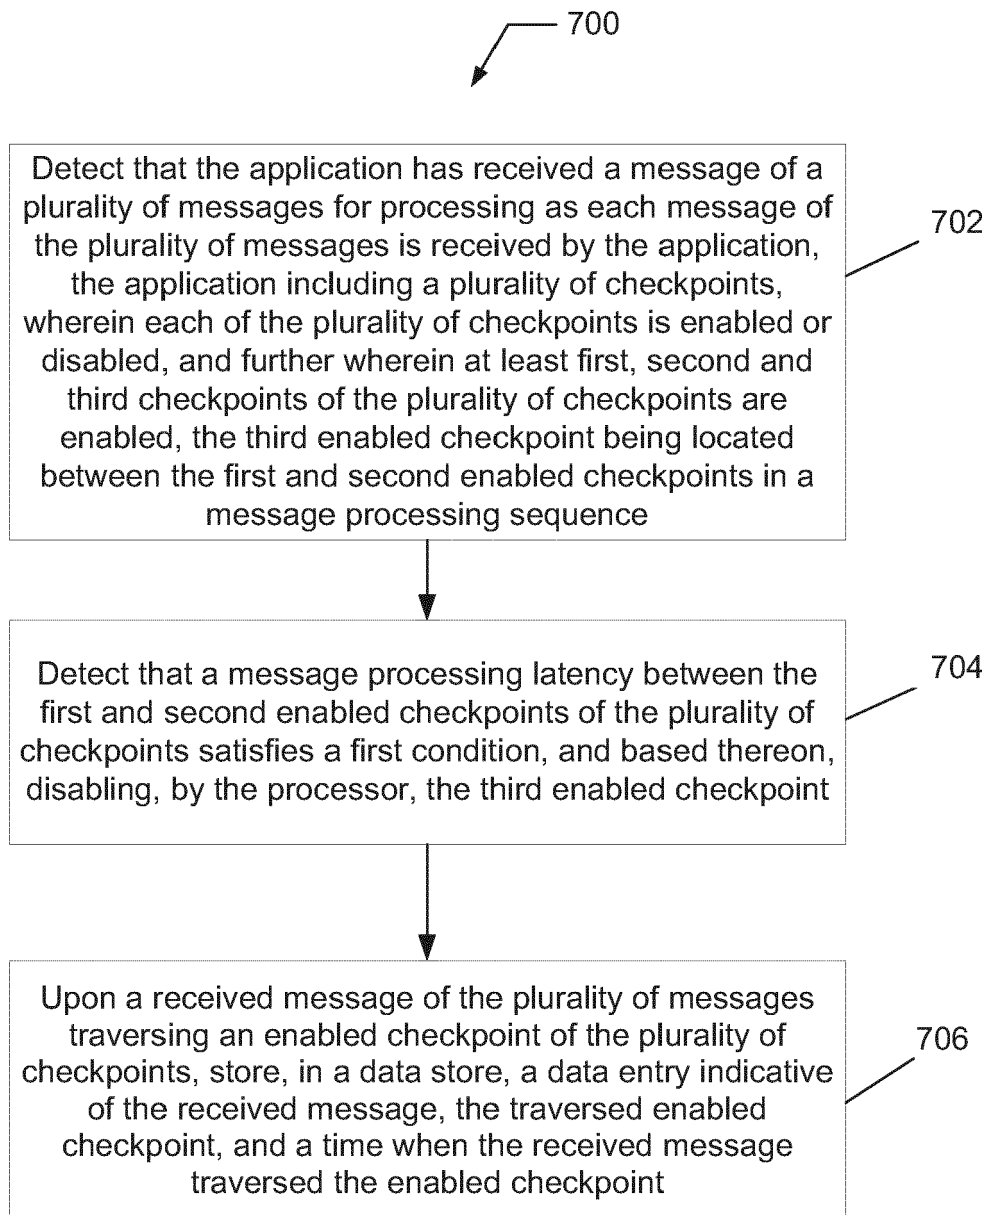 700
Detect that the application has received a message of a
plurality of messages for processing as each message of
the plurality of messages is received by the application,
the application including a plurality of checkpoints,
wherein each of the plurality of checkpoints is enabled or
disabled, and further wherein at least first, second and
third checkpoints of the plurality of checkpoints are
enabled, the third enabled checkpoint being located
between the first and second enabled checkpoints in a
message processing sequence
702
Detect that a message processing latency between the
first and second enabled checkpoints of the plurality of
checkpoints satisfies a first condition, and based thereon,
disabling, by the processor, the third enabled checkpoint
704
Upon a received message of the plurality of messages
traversing an enabled checkpoint of the plurality of
checkpoints, store, in a data store, a data entry indicative
of the received message, the traversed enabled
checkpoint, and a time when the received message
traversed the enabled checkpoint
706